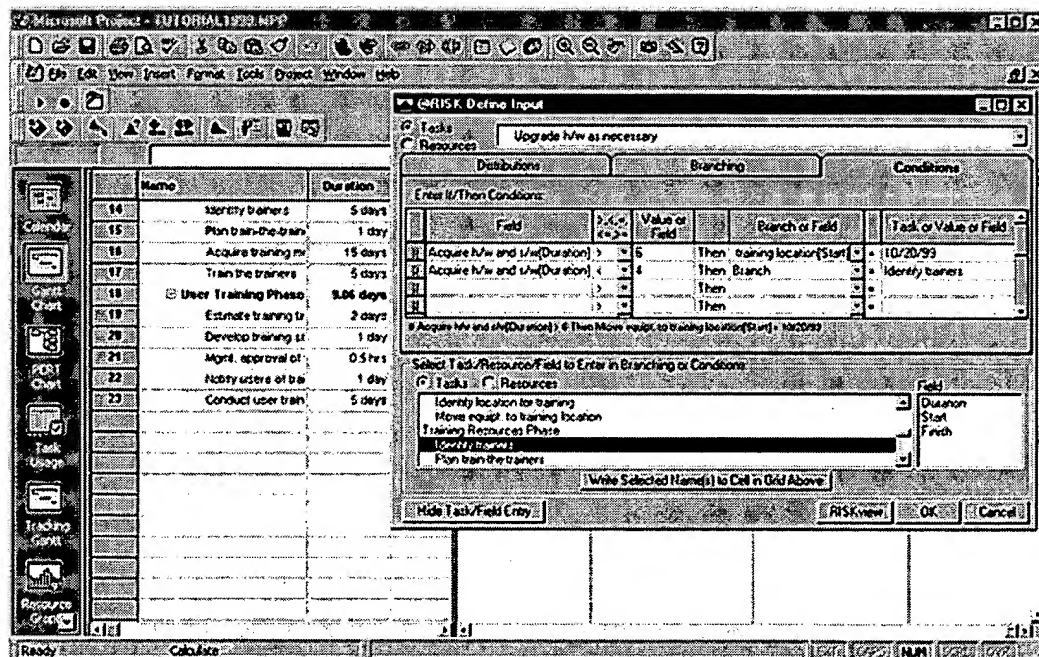 Microsoft Project - TUTORIAL1999.MPP
File Edit View Insert Format Tools Project Window Help
@RISK Define Input
Tasks
Resources
Upgrade h/w as necessary
Distributions Branching Conditions
Enter If/Then Conditions:
Field Value or Field Branch or Field Task or Value or Field
Acquire h/w and s/w[Duration] > 6 Then training location[Start] = 10/20/99
Acquire h/w and s/w[Duration] < 4 Then Branch = Identify trainers
> Then
> Then
If Acquire h/w and s/w[Duration] > 6 Then Move equipt. to training location[Start] = 10/20/99
Select Task/Resource/Field to Enter in Branching or Conditions
Tasks Resources
Field
Identify location for training
Move equipt. to training location
Training Resources Phase
Identify trainers
Plan train the trainers
Duration
Start
Finish
Write Selected Name(s) to Cell in Grid Above
Hide Task/Field Entry RISKview OK Cancel
Name Duration
14 Identify trainers 5 days
15 Plan train-the-train 1 day
16 Acquire training 15 days
17 Train the trainers 5 days
18 User Training Phase 9.06 days
19 Estimate training 2 days
20 Develop training 1 day
21 Mgmt. approval of 0.5 hrs
22 Notify users of trai 1 day
23 Conduct user train 5 days
Calendar
Gantt Chart
PERT Chart
Task Usage
Tracking Gantt
Resource Graph
Ready Calculate
NUM